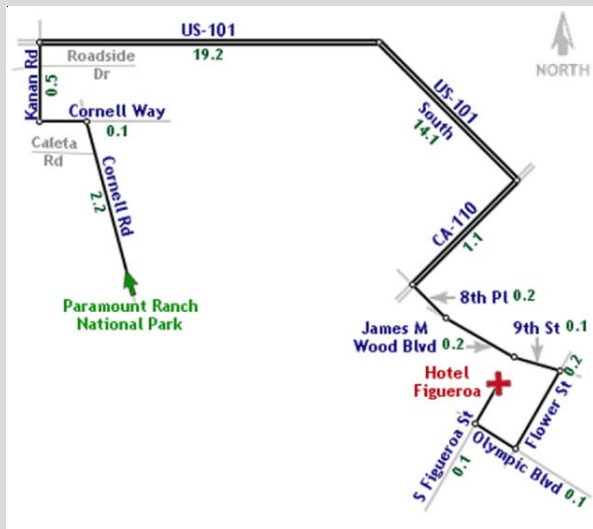 US-101
19.2
NORTH
Roadside
Dr
Kanan Rd
0.5
Cornell Way
0.1
Caleta
Rd
Cornell Rd
2.2
Paramount Ranch
National Park
US-101
South
14.1
CA-110
1.1
8th Pl 0.2
James M
Wood Blvd 0.2
9th St 0.1
0.2
Flower St
Hotel
Figueroa
S Figueroa St
0.1
Olympic Blvd
0.1